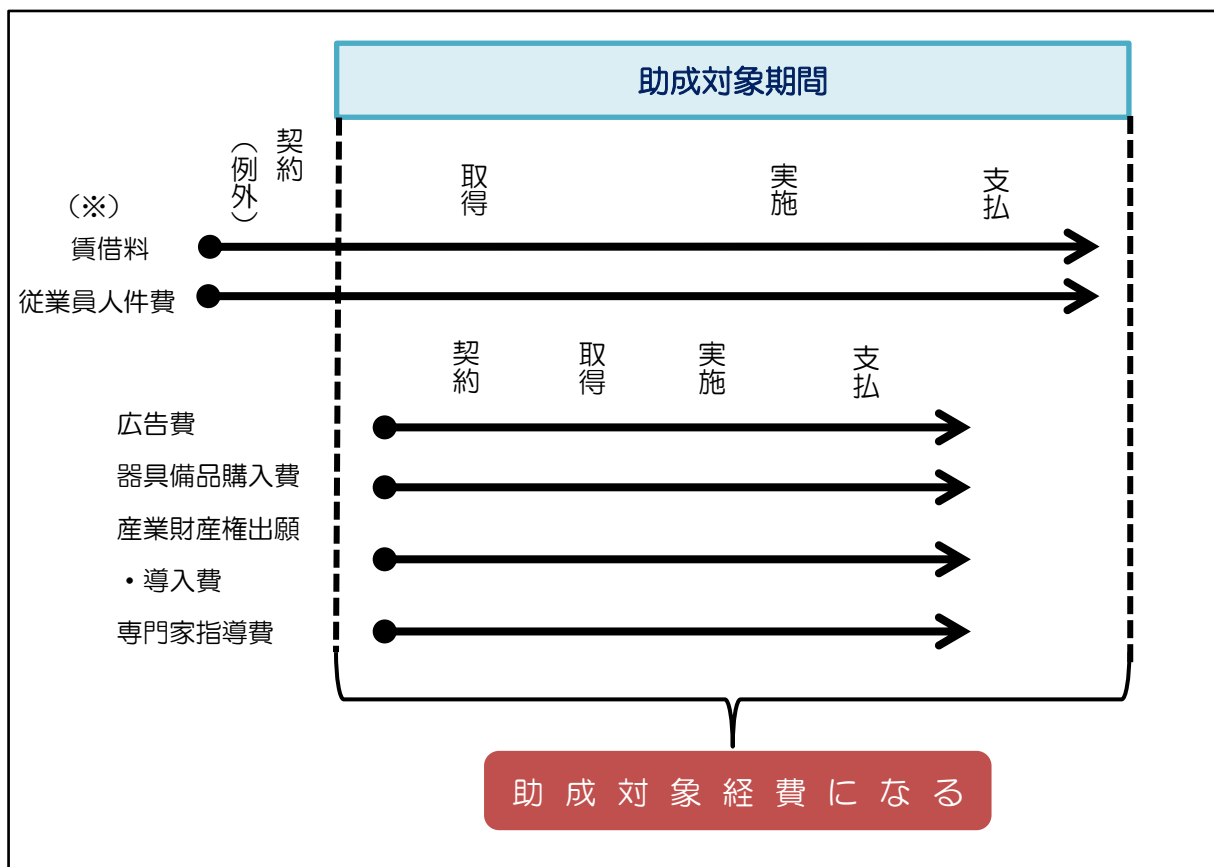 助成対象期間
契約
（例外）
取得
実施
支払
（※）
賃借料
従業員人件費
契約
取得
実施
支払
広告費
器具備品購入費
産業財産権出願
・導入費
専門家指導費
助成対象経費になる